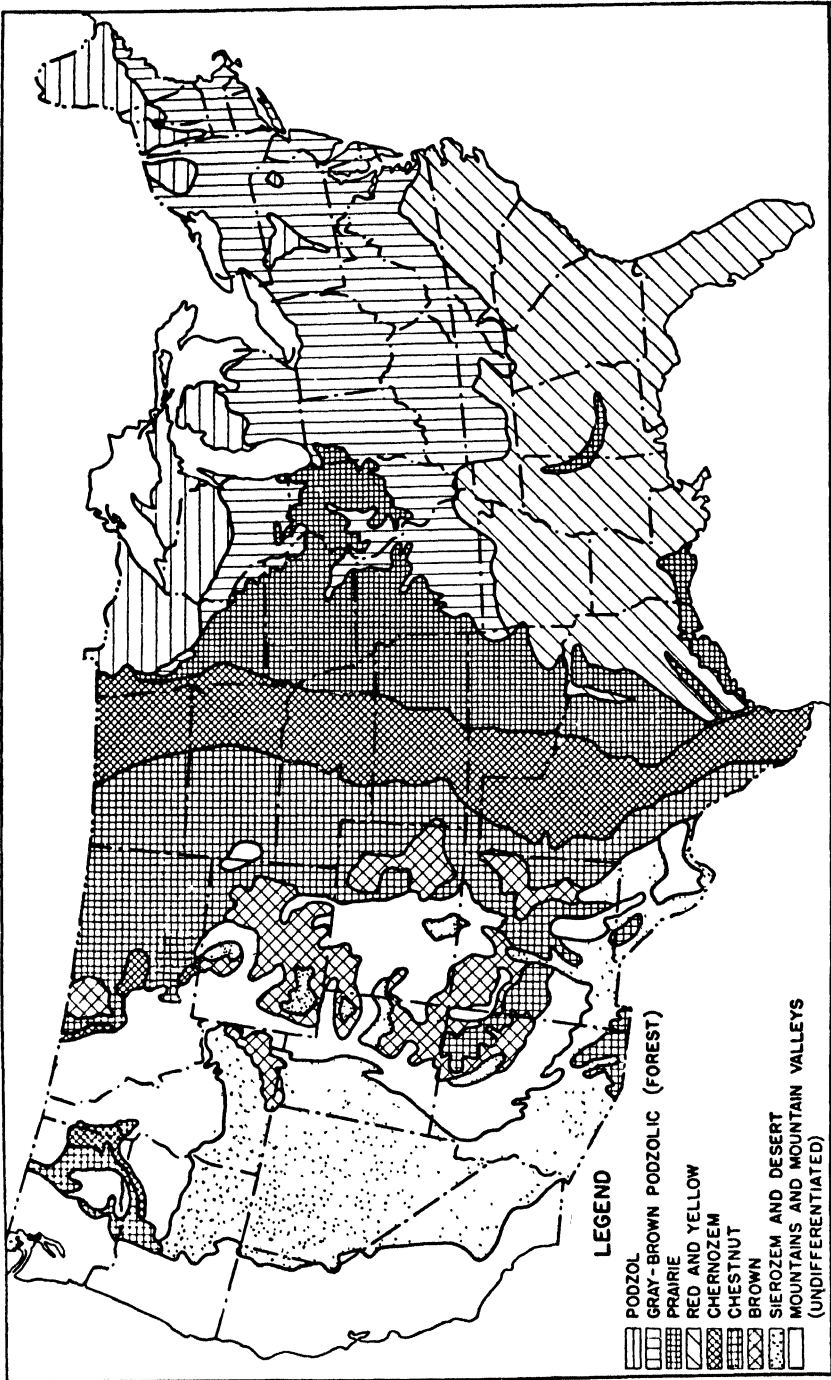 LEGEND
PODZOL
GRAY-BROWN PODZOLIC (FOREST)
PRAIRIE
RED AND YELLOW
CHERNOZEM
CHESTNUT
BROWN
SIEROZEM AND DESERT
MOUNTAINS AND MOUNTAIN VALLEYS
(UNDIFFERENTIATED)